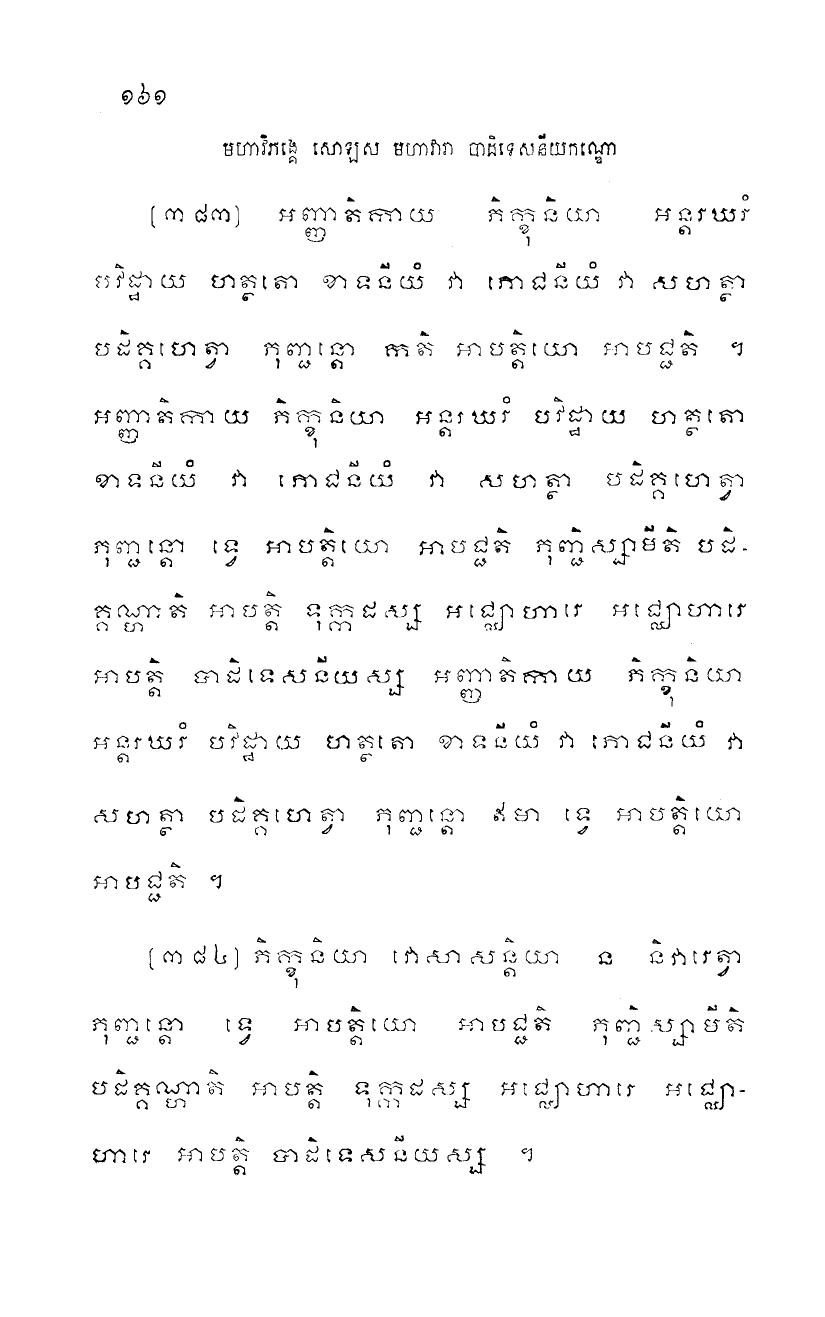 ១៦១
មហាវិភង្គេ សោឡស មហាវារា បាដិទេសនីយកណ្ឌោ
(៣៨៣) អញ្ញាតិកាយ ភិក្ខុនិយា អន្តរឃរំ
បវិដ្ឋាយ ហត្ថតោ ខាទនីយំ វា ភោជនីយំ វា សហត្ថា
បដិគ្គហេត្វា ភុញ្ជន្តោ កតិ អាបត្តិយោ អាបជ្ជតិ ។
អញ្ញាតិកាយ ភិក្ខុនិយា អន្តរឃរំ បវិដ្ឋាយ ហត្ថតោ
ខាទនីយំ វា ភោជនីយំ វា សហត្ថា បដិគ្គហេត្វា
ភុញ្ជន្តោ ទ្វេ អាបត្តិយោ អាបជ្ជតិ ភុញ្ជិស្សាមីតិ បដិ-
គ្គណ្ហាតិ អាបត្តិ ទុក្កដស្ស អជ្ឈោហារេ អជ្ឈោហារេ
អាបត្តិ បាដិទេសនីយស្ស អញ្ញាតិកាយ ភិក្ខុនិយា
អន្តរឃរំ បវិដ្ឋាយ ហត្ថតោ ខាទនីយំ វា ភោជនីយំ វា
សហត្ថា បដិគ្គហេត្វា ភុញ្ជន្តោ ឥមា ទ្វេ អាបត្តិយោ
អាបជ្ជតិ ។
(៣៨៤) ភិក្ខុនិយា វោសាសន្តិយា ន និវារេត្វា
ភុញ្ជន្តោ ទ្វេ អាបត្តិយោ អាបជ្ជតិ ភុញ្ជិស្សាមីតិ
បដិគ្គណ្ហាតិ អាបត្តិ ទុក្កដស្ស អជ្ឈោហារេ អជ្ឈោ-
ហារេ អាបត្តិ បាដិទេសនីយស្ស ។